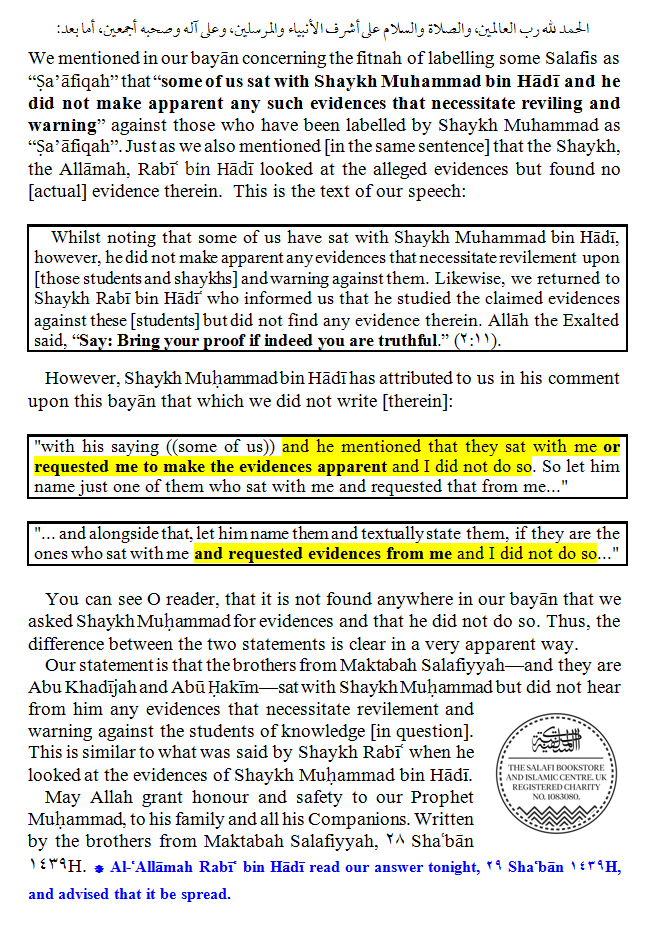 الحمد لله رب العالمين، والصلاة والسلام على أشرف الأنبياء والمرسلين، وعلى آله وصحبه أجمعين، أما بعد:
We mentioned in our bayān concerning the fitnah of labelling some Salafis as
“Ṣa’āfiqah” that “some of us sat with Shaykh Muhammad bin Hādī and he
did not make apparent any such evidences that necessitate reviling and
warning” against those who have been labelled by Shaykh Muhammad as
“Ṣa’āfiqah”. Just as we also mentioned [in the same sentence] that the Shaykh,
the Allāmah, Rabīʿ bin Hādī looked at the alleged evidences but found no
[actual] evidence therein. This is the text of our speech:
Whilst noting that some of us have sat with Shaykh Muhammad bin Hādī,
however, he did not make apparent any evidences that necessitate revilement upon
[those students and shaykhs] and warning against them. Likewise, we returned to
Shaykh Rabī bin Hādīʿ who informed us that he studied the claimed evidences
against these [students] but did not find any evidence therein. Allāh the Exalted
said, “Say: Bring your proof if indeed you are truthful.” (٢:١١).
However, Shaykh Muḥammad bin Hādī has attributed to us in his comment
upon this bayān that which we did not write [therein]:
"with his saying ((some of us)) and he mentioned that they sat with me or
requested me to make the evidences apparent and I did not do so. So let him
name just one of them who sat with me and requested that from me..."
"... and alongside that, let him name them and textually state them, if they are the
ones who sat with me and requested evidences from me and I did not do so..."
You can see O reader, that it is not found anywhere in our bayān that we
asked Shaykh Muḥammad for evidences and that he did not do so. Thus, the
difference between the two statements is clear in a very apparent way.
Our statement is that the brothers from Maktabah Salafiyyah—and they are
Abu Khadījah and Abū Ḥakīm—sat with Shaykh Muḥammad but did not hear
from him any evidences that necessitate revilement and
warning against the students of knowledge [in question].
This is similar to what was said by Shaykh Rabīʿ when he
looked at the evidences of Shaykh Muḥammad bin Hādī.
May Allah grant honour and safety to our Prophet
Muḥammad, to his family and all his Companions. Written
by the brothers from Maktabah Salafiyyah, ٢٨ Shaʿbān
١٤٣٩H. Al-ʿAllāmah Rabīʿ bin Hādī read our answer tonight, ٢٩ Shaʿbān ١٤٣٩H,
and advised that it be spread.
THE SALAFI BOOKSTORE
AND ISLAMIC CENTRE. UK
REGISTERED CHARITY
NO. 1083080.